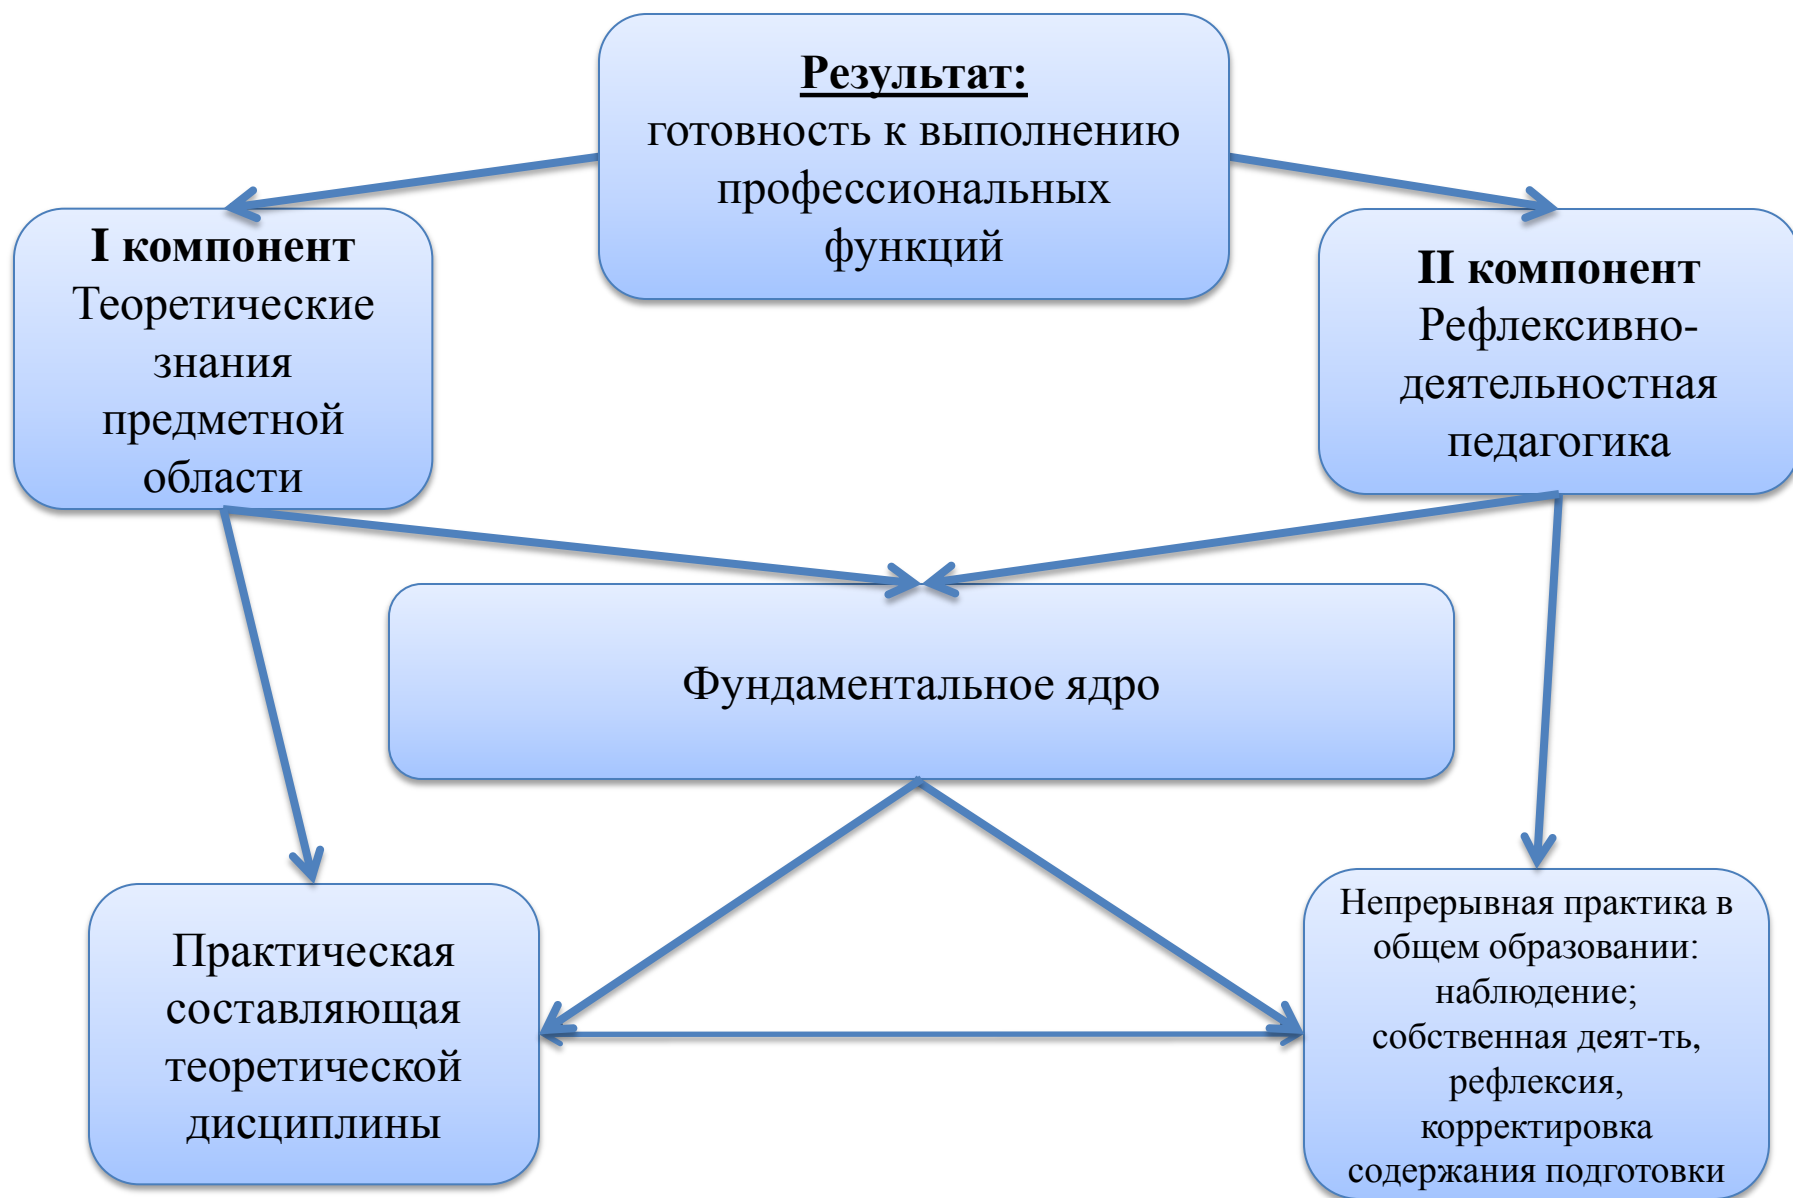 Результат:
готовность к выполнению
профессиональных
функций
I компонент
Теоретические
знания
предметной
области
II компонент
Рефлексивно-
деятельностная
педагогика
Фундаментальное ядро
Практическая
составляющая
теоретической
дисциплины
Непрерывная практика в
общем образовании:
наблюдение;
собственная деят-ть,
рефлексия,
корректировка
содержания подготовки